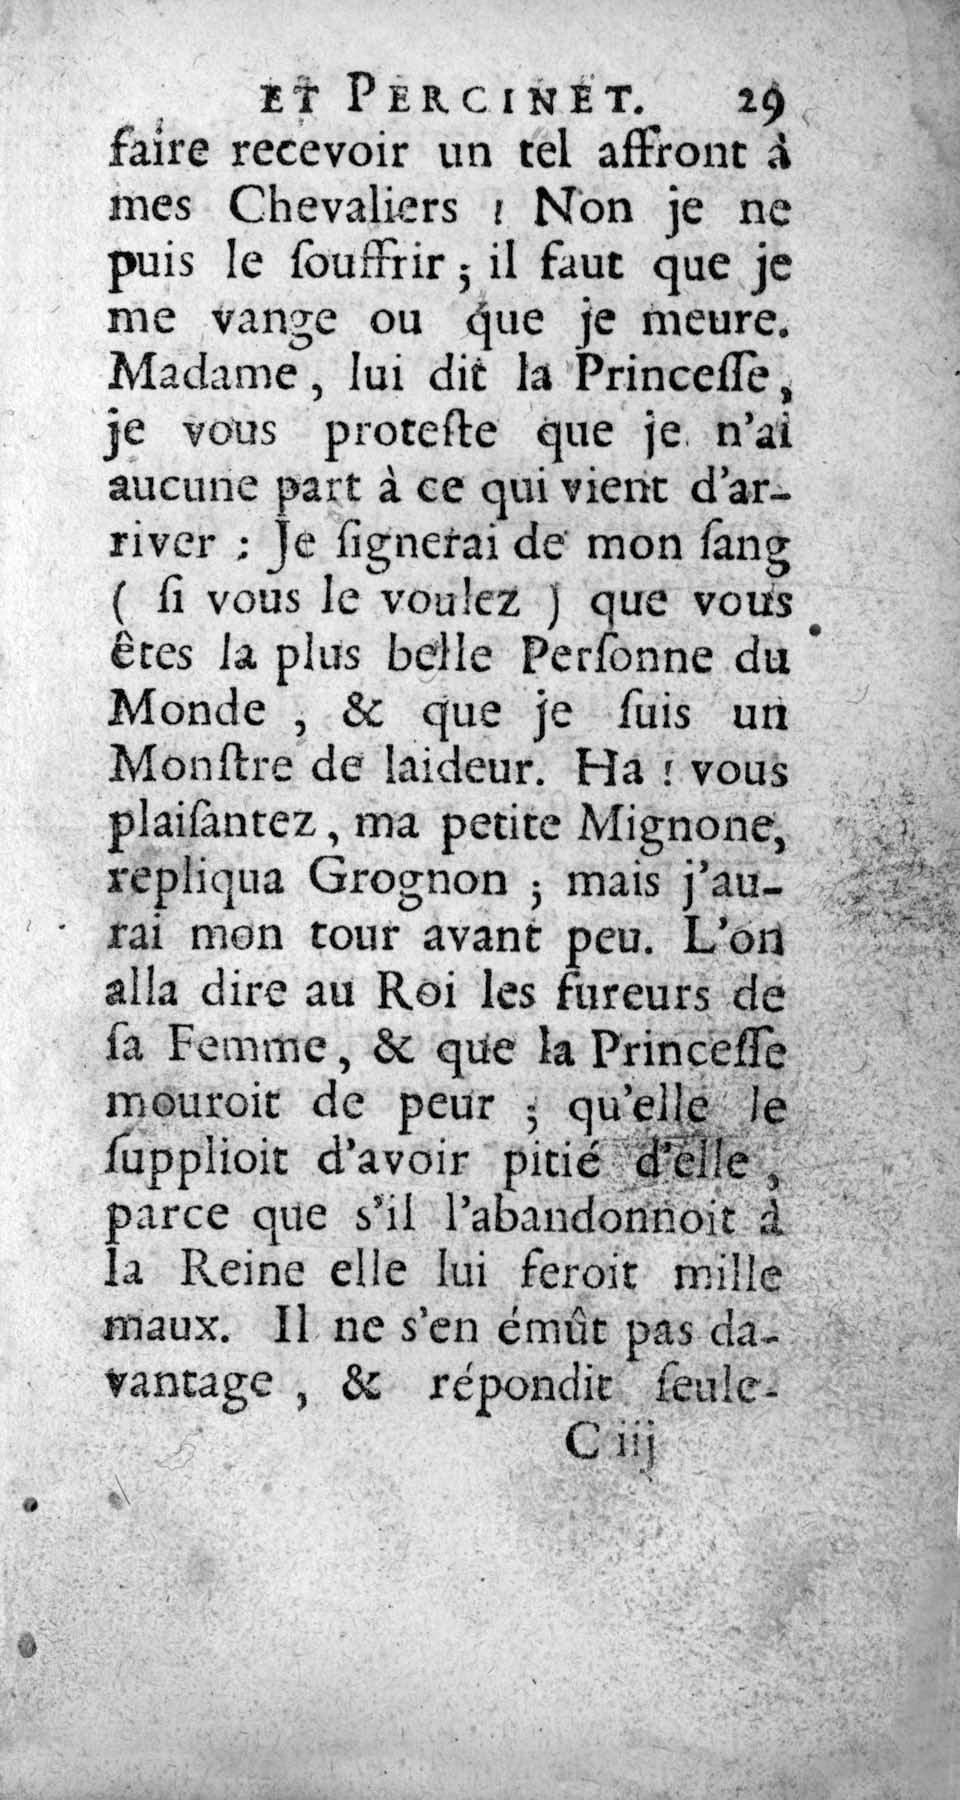 ET PERCINET. 29
faire recevoir un tel affront à
mes Chevaliers ! Non je ne
puis le ſouffrir ; il faut que je
me vange ou que je meure.
Madame, lui dit la Princeſſe,
je vous proteſte que je n'ai
aucune part à ce qui vient d'ar-
river : Je ſignerai de mon ſang
( ſi vous le voulez ) que vous
êtes la plus belle Perſonne du
Monde , & que je ſuis un
Monſtre de laideur. Ha ! vous
plaiſantez, ma petite Mignone,
repliqua Grognon ; mais j'au-
rai mon tour avant peu. L'on
alla dire au Roi les fureurs de
ſa Femme, & que la Princeſſe
mouroit de peur ; qu'elle le
ſupplioit d'avoir pitié d'elle ,
parce que s'il l'abandonnoit à
la Reine elle lui feroit mille
maux. Il ne s'en émût pas da-
vantage , & répondit ſeule-
C iij